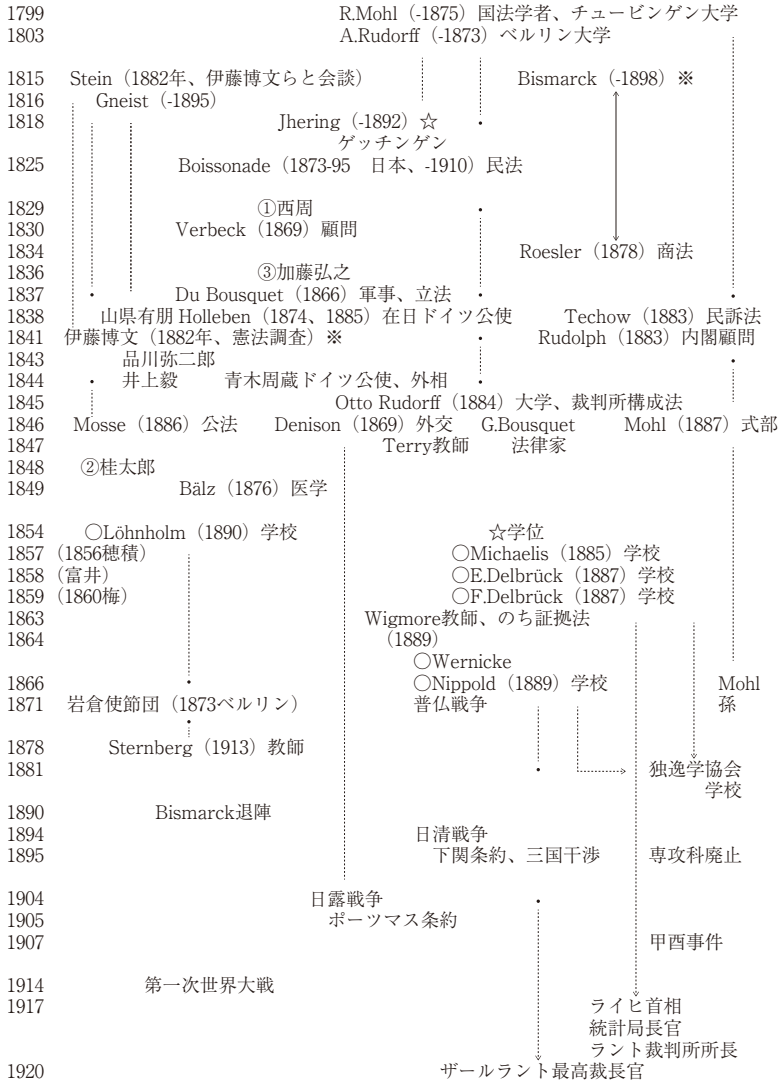 1799 R.Mohl（-1875）国法学者、チュービンゲン大学
1803 A.Rudorff（-1873）ベルリン大学
1815 Stein（1882年、伊藤博文らと会談） Bismarck（-1898）※
1816 Gneist（-1895）
1818 Jhering（-1892）☆
ゲッチンゲン
1825 Boissonade（1873-95 日本、-1910）民法
1829 ①西周
1830 Verbeck（1869）顧問
1834 Roesler（1878）商法
1836 ③加藤弘之
1837 Du Bousquet（1866）軍事、立法
1838 山県有朋 Holleben（1874、1885）在日ドイツ公使 Techow（1883）民訴法
1841 伊藤博文（1882年、憲法調査）※ Rudolph（1883）内閣顧問
1843 品川弥二郎
1844 井上毅 青木周蔵ドイツ公使、外相
1845 Otto Rudorff（1884）大学、裁判所構成法
1846 Mosse（1886）公法 Denison（1869）外交 G.Bousquet Mohl（1887）式部
1847 Terry教師 法律家
1848 ②桂太郎
1849 Bälz（1876）医学
1854 ○Löhnholm（1890）学校 ☆学位
1857（1856穂積） ○Michaelis（1885）学校
1858（富井） ○E.Delbrück（1887）学校
1859（1860梅） ○F.Delbrück（1887）学校
1863 Wigmore教師、のち証拠法
1864 （1889）
○Wernicke
1866 ○Nippold（1889）学校 Mohl
1871 岩倉使節団（1873ベルリン） 普仏戦争 孫
1878 Sternberg（1913）教師
1881 独逸学協会
学校
1890 Bismarck退陣
1894 日清戦争
1895 下関条約、三国干渉 専攻科廃止
1904 日露戦争
1905 ポーツマス条約
1907 甲酉事件
1914 第一次世界大戦
1917 ライヒ首相
統計局長官
ラント裁判所所長
1920 ザールラント最高裁長官